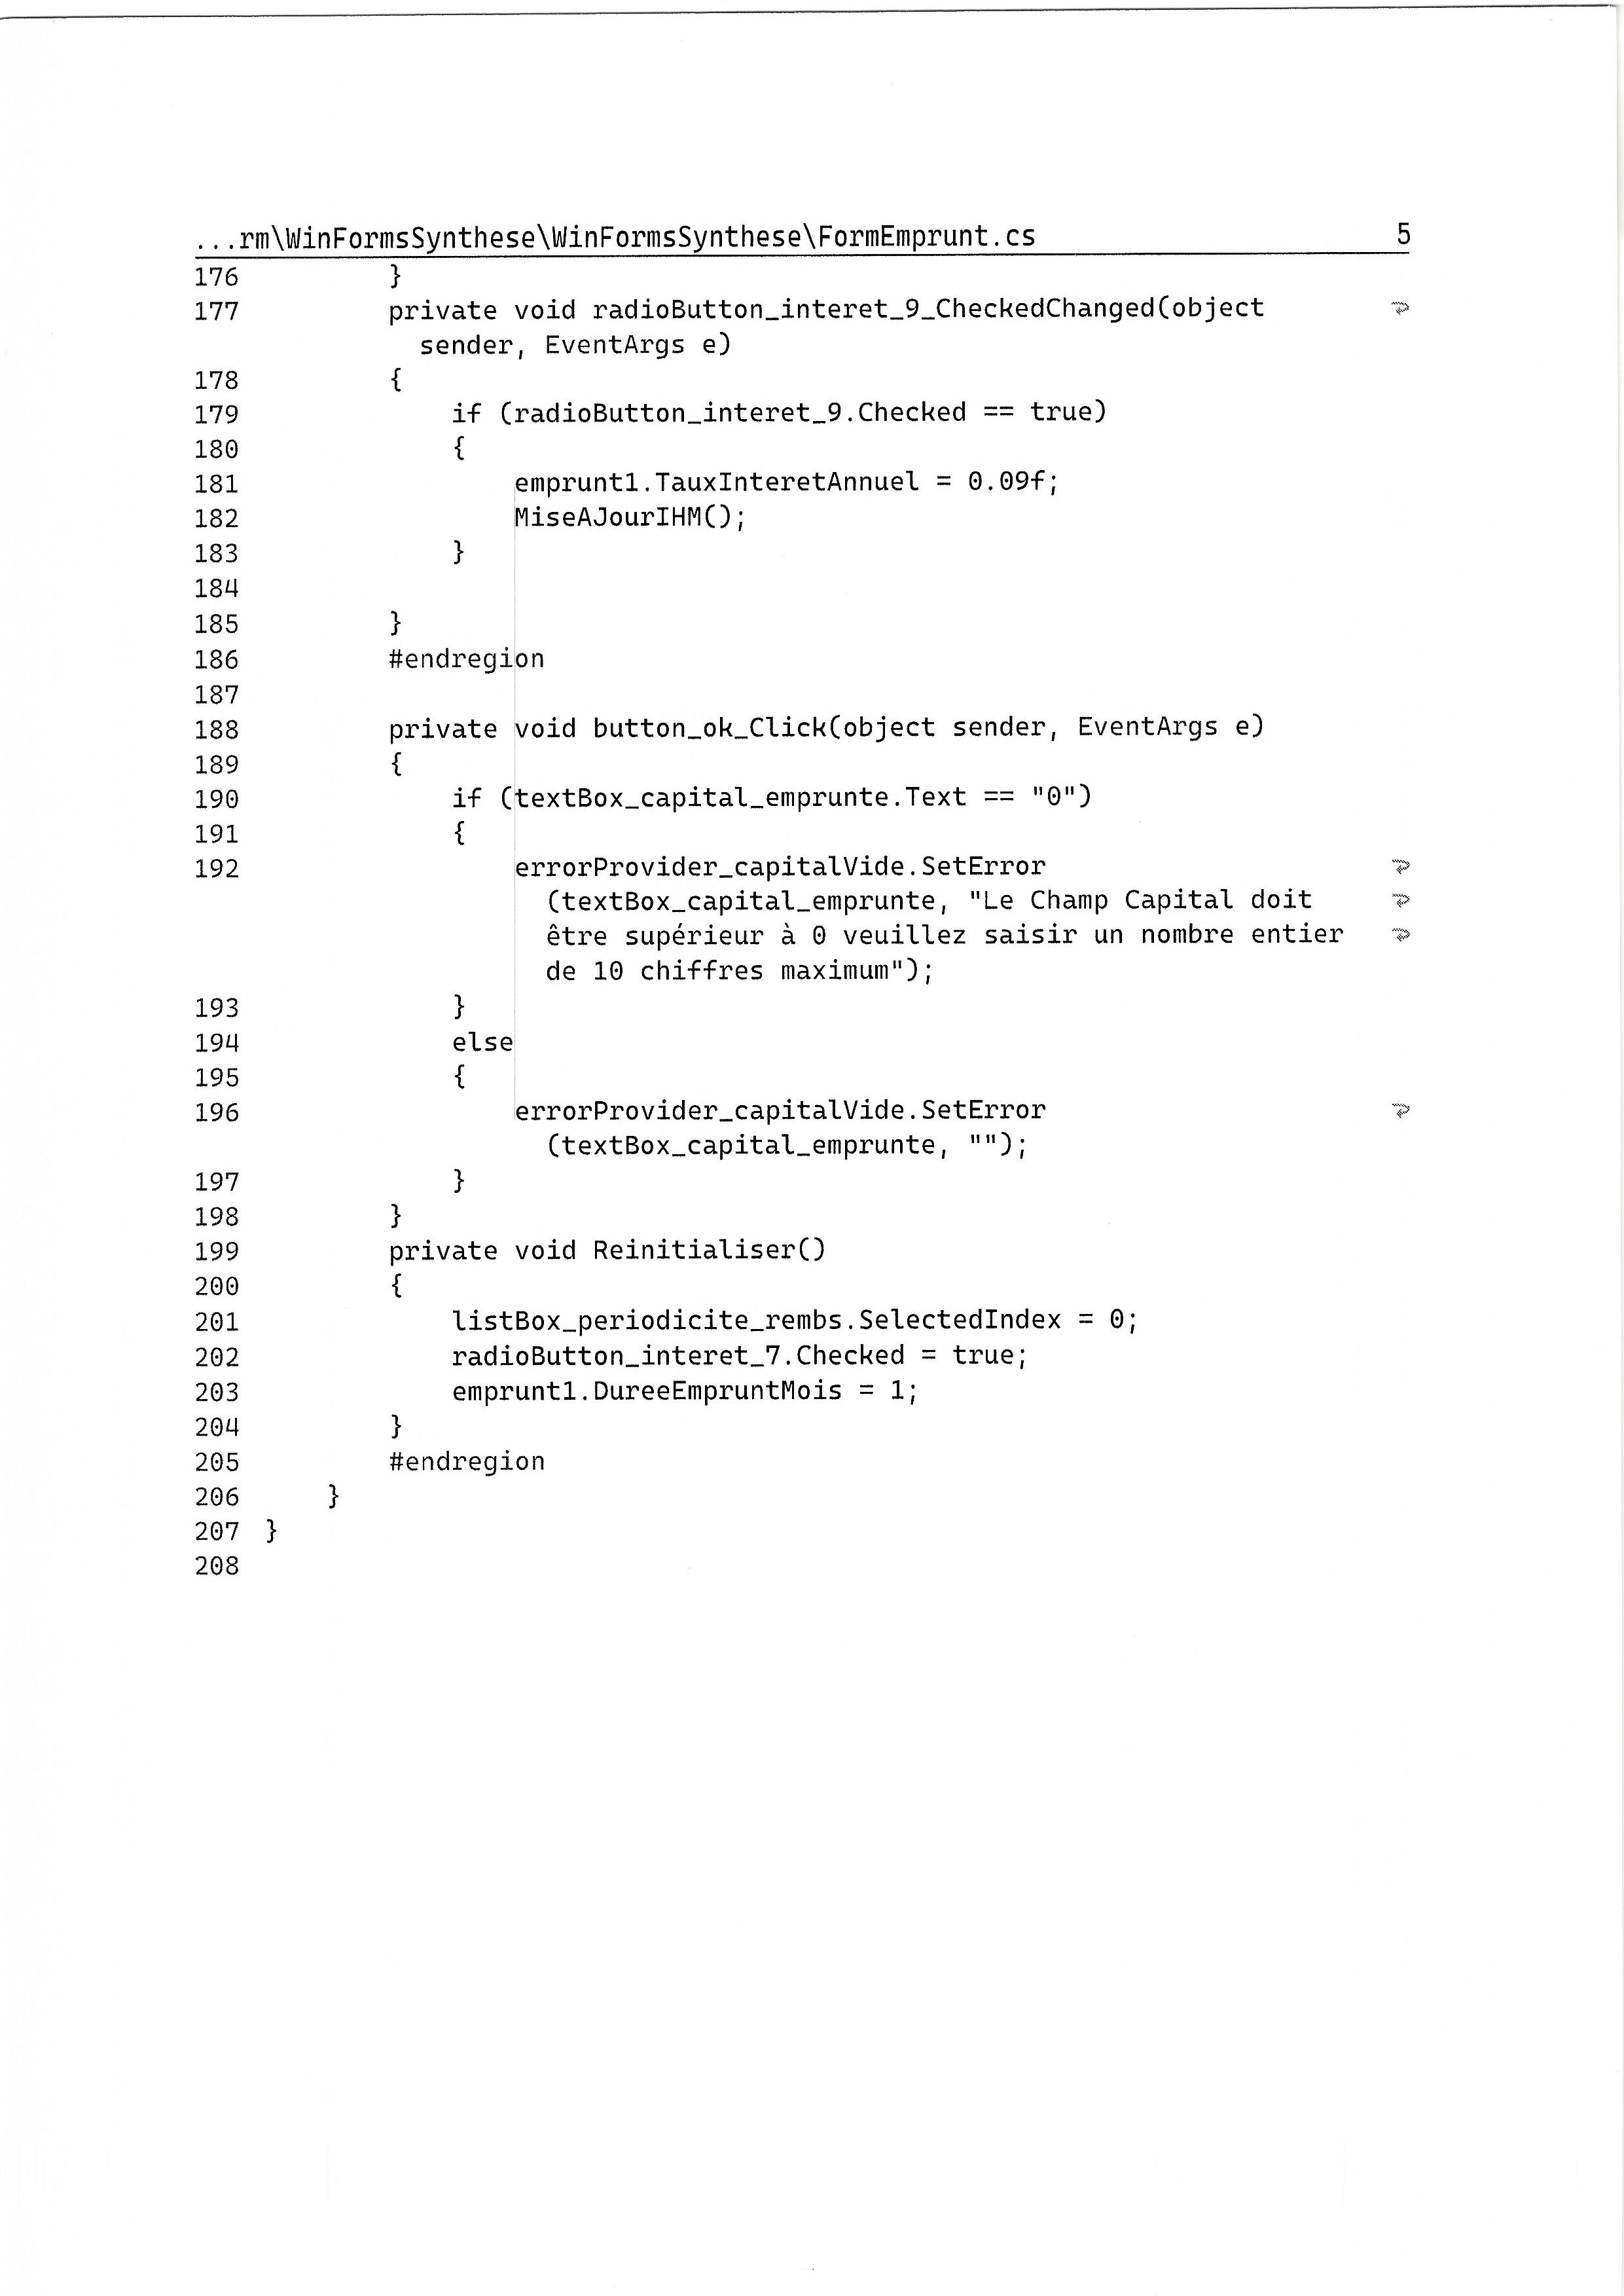 ...rm\WinFormsSynthese\WinFormsSynthese\FormEmprunt.cs 5
176 }
177 private void radioButton_interet_9_CheckedChanged(object
sender, EventArgs e)
178 {
179 if (radioButton_interet_9.Checked == true)
180 {
181 emprunt1.TauxInteretAnnuel = 0.09f;
182 MiseAJourIHM();
183 }
184
185 }
186 #endregion
187
188 private void button_ok_Click(object sender, EventArgs e)
189 {
190 if (textBox_capital_emprunte.Text == "0")
191 {
192 errorProvider_capitalVide.SetError
(textBox_capital_emprunte, "Le Champ Capital doit
être supérieur à 0 veuillez saisir un nombre entier
de 10 chiffres maximum");
193 }
194 else
195 {
196 errorProvider_capitalVide.SetError
(textBox_capital_emprunte, "");
197 }
198 }
199 private void Reinitialiser()
200 {
201 listBox_periodicite_rembs.SelectedIndex = 0;
202 radioButton_interet_7.Checked = true;
203 emprunt1.DureeEmpruntMois = 1;
204 }
205 #endregion
206 }
207 }
208